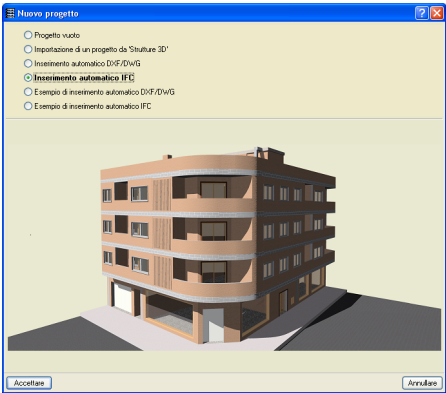 Nuovo progetto
Progetto vuoto
Importazione di un progetto da 'Strutture 3D'
Inserimento automatico DXF/DWG
Inserimento automatico IFC
Esempio di inserimento automatico DXF/DWG
Esempio di inserimento automatico IFC
Accettare
Annullare